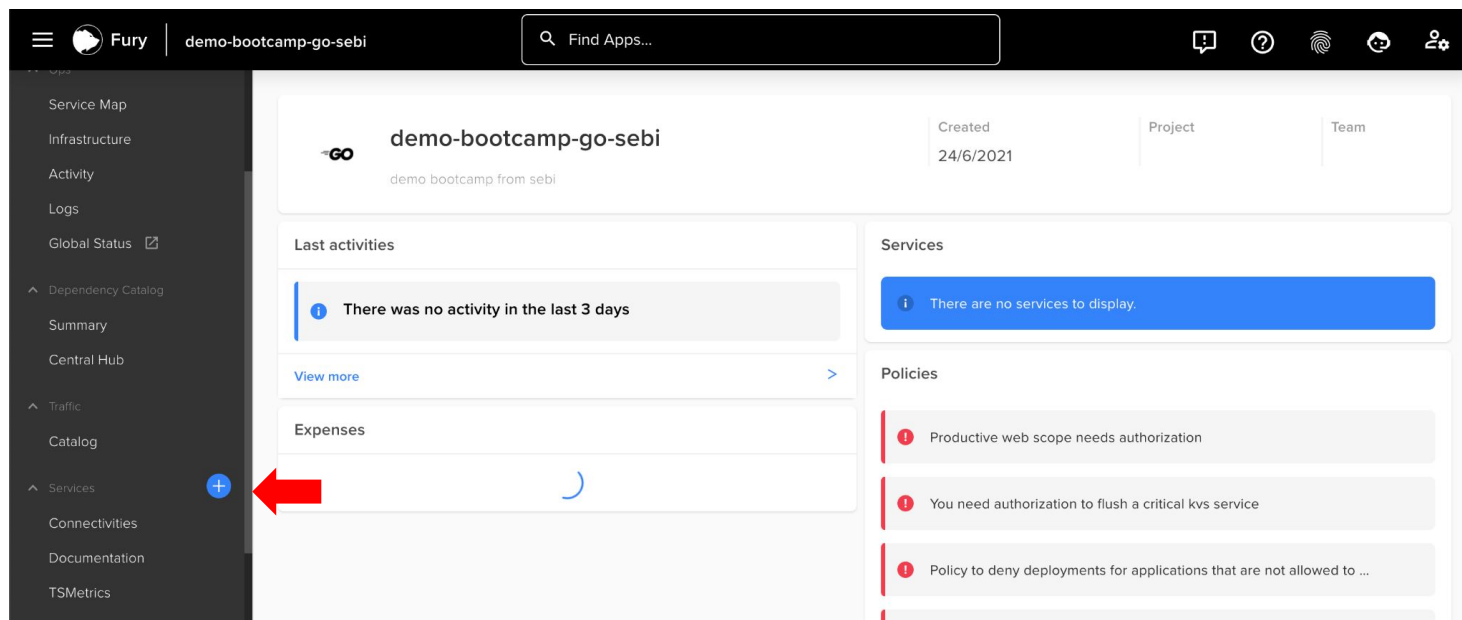 Fury
demo-bootcamp-go-sebi
Find Apps...
Ops
Service Map
Infrastructure
Activity
Logs
Global Status
Dependency Catalog
Summary
Central Hub
Traffic
Catalog
Services
Connectivities
Documentation
TSMetrics
GO
demo-bootcamp-go-sebi
demo bootcamp from sebi
Created
24/6/2021
Project
Team
Last activities
There was no activity in the last 3 days
View more
Expenses
Services
There are no services to display.
Policies
Productive web scope needs authorization
You need authorization to flush a critical kvs service
Policy to deny deployments for applications that are not allowed to ...